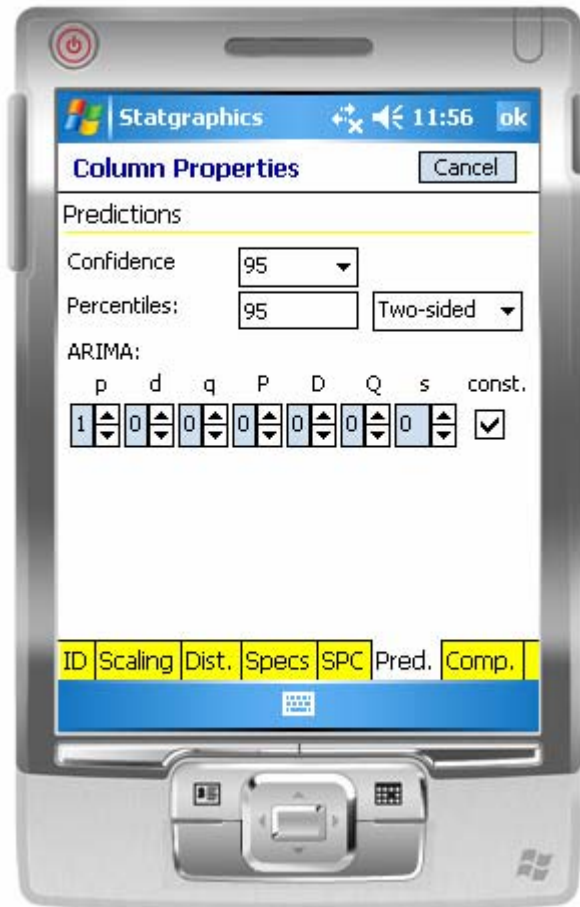 Statgraphics 11:56 ok
Column Properties Cancel
Predictions
Confidence 95
Percentiles: 95 Two-sided
ARIMA:
p d q P D Q s const.
1 0 0 0 0 0 0
ID Scaling Dist. Specs SPC Pred. Comp.